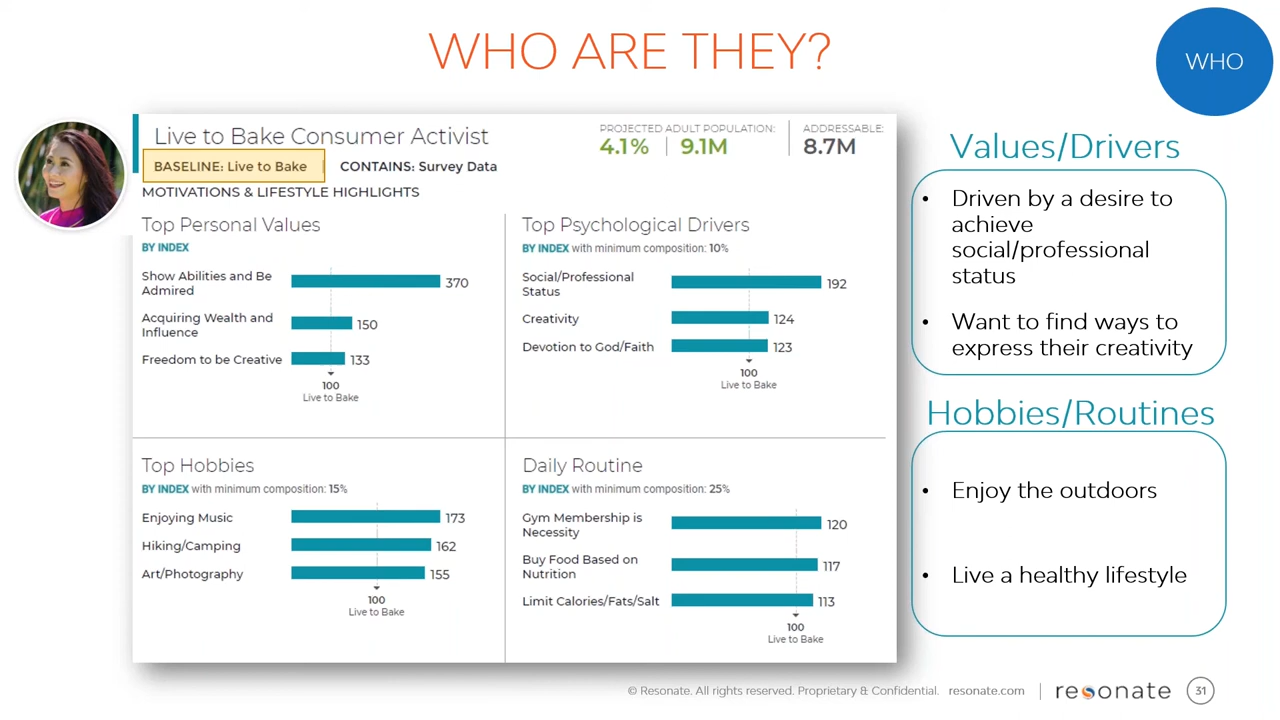 WHO ARE THEY?
WHO
Live to Bake Consumer Activist
BASELINE: Live to Bake
CONTAINS: Survey Data
PROJECTED ADULT POPULATION:
4.1%
9.1M
ADDRESSABLE:
8.7M
MOTIVATIONS & LIFESTYLE HIGHLIGHTS
Top Personal Values
BY INDEX
Show Abilities and Be
Admired
370
Acquiring Wealth and
Influence
150
Freedom to be Creative
133
100
Live to Bake
Top Psychological Drivers
BY INDEX with minimum composition: 10%
Social/Professional
Status
192
Creativity
124
Devotion to God/Faith
123
100
Live to Bake
Top Hobbies
BY INDEX with minimum composition: 15%
Enjoying Music
173
Hiking/Camping
162
Art/Photography
155
100
Live to Bake
Daily Routine
BY INDEX with minimum composition: 25%
Gym Membership is
Necessity
120
Buy Food Based on
Nutrition
117
Limit Calories/Fats/Salt
113
100
Live to Bake
Values/Drivers
• Driven by a desire to
achieve
social/professional
status
• Want to find ways to
express their creativity
Hobbies/Routines
• Enjoy the outdoors
• Live a healthy lifestyle
© Resonate. All rights reserved. Proprietary & Confidential. resonate.com
resonate
31